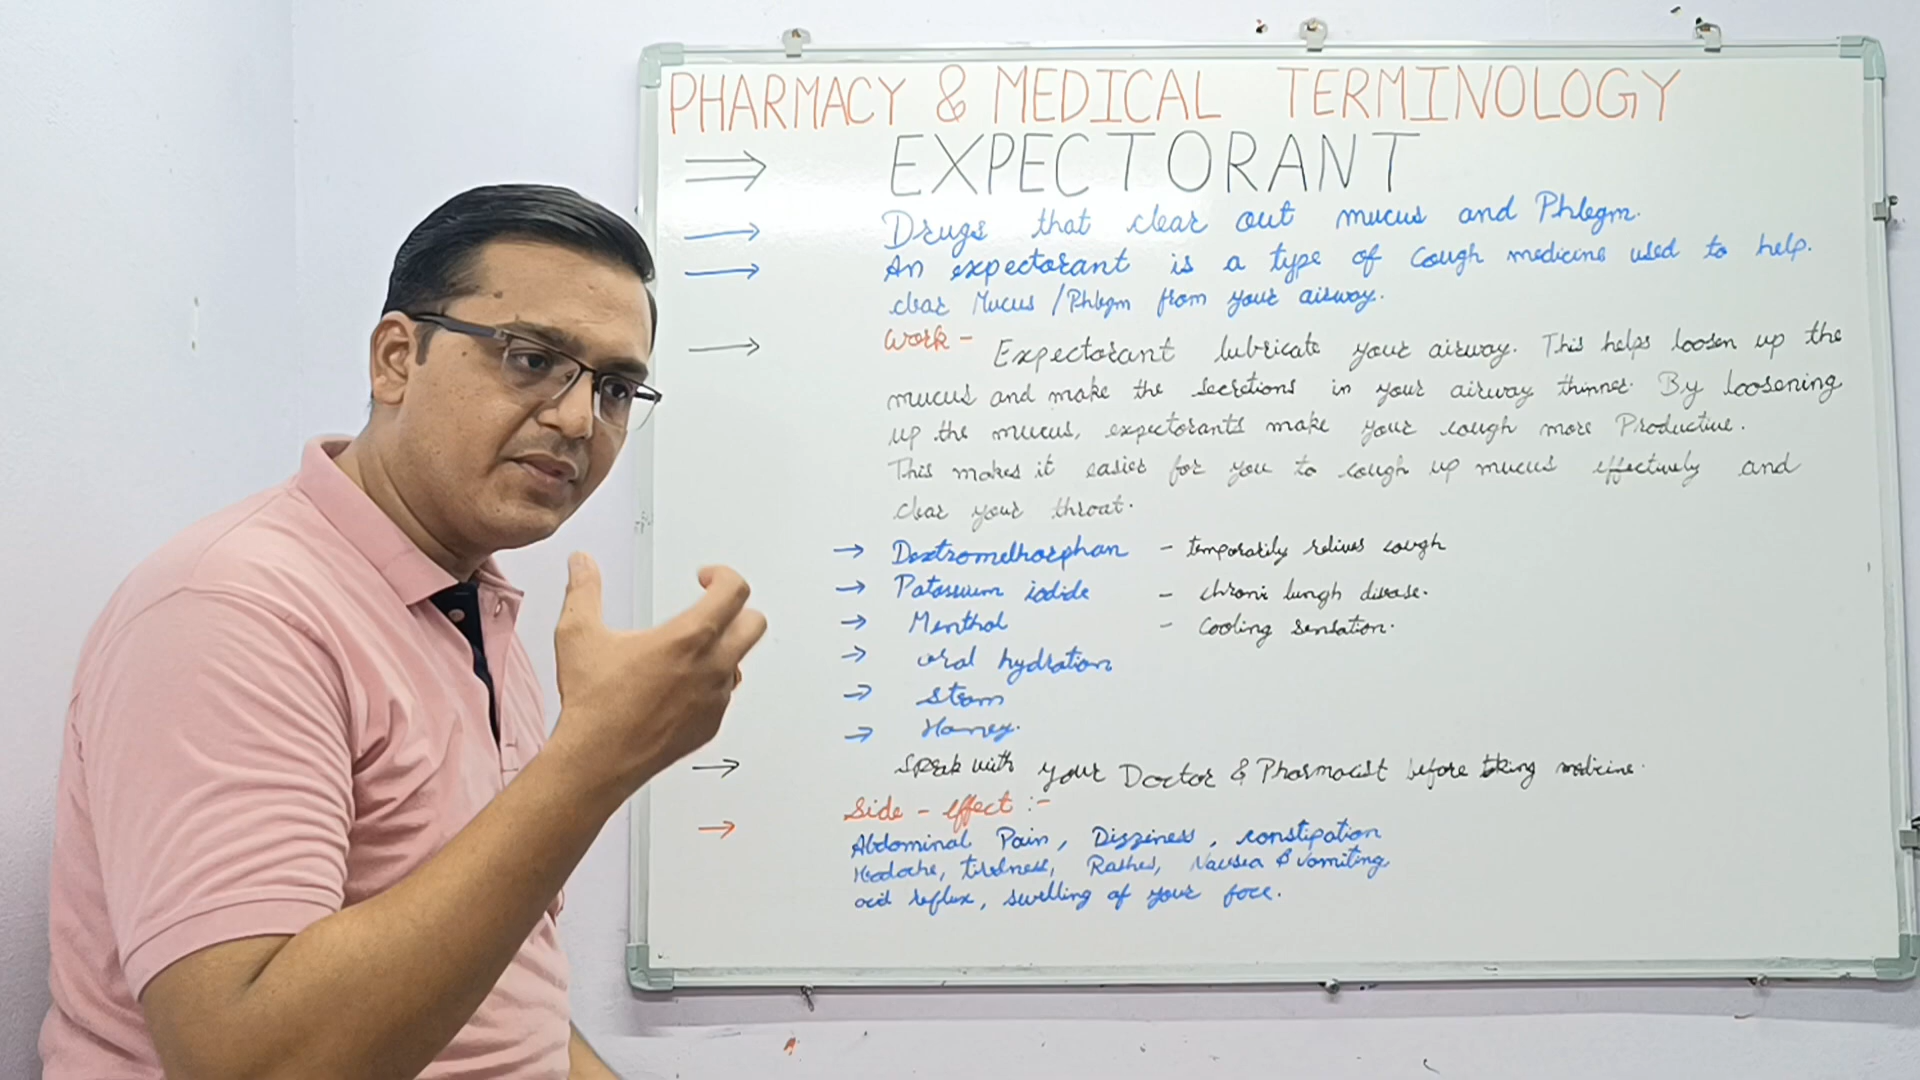 PHARMACY & MEDICAL TERMINOLOGY
⇒ EXPECTORANT
→ Drugs that clear out mucus and Phlegm.
→ An expectorant is a type of Cough medicine used to help.
clear Mucus / Phlegm from your airway.
→ Work - Expectorant lubricate your airway. This helps loosen up the
mucus and make the secretions in your airway thinner. By loosening
up the mucus, expectorants make your cough more Productive.
This makes it easier for you to cough up mucus effectively and
clear your throat.
→ Dextromelhorphan - temporarily relives cough
→ Potassium iodide - chroni lungh disease.
→ Menthol - Cooling Sensation.
→ oral hydration
→ steam
→ Honey.
→ Speak with your Doctor & Pharmacist before taking medicine.
→ Side - effect :-
Abdominal Pain, Dizziness, constipation
Headache, tiredness, Rashes, Nausea & vomiting,
acid reflux, swelling of your face.